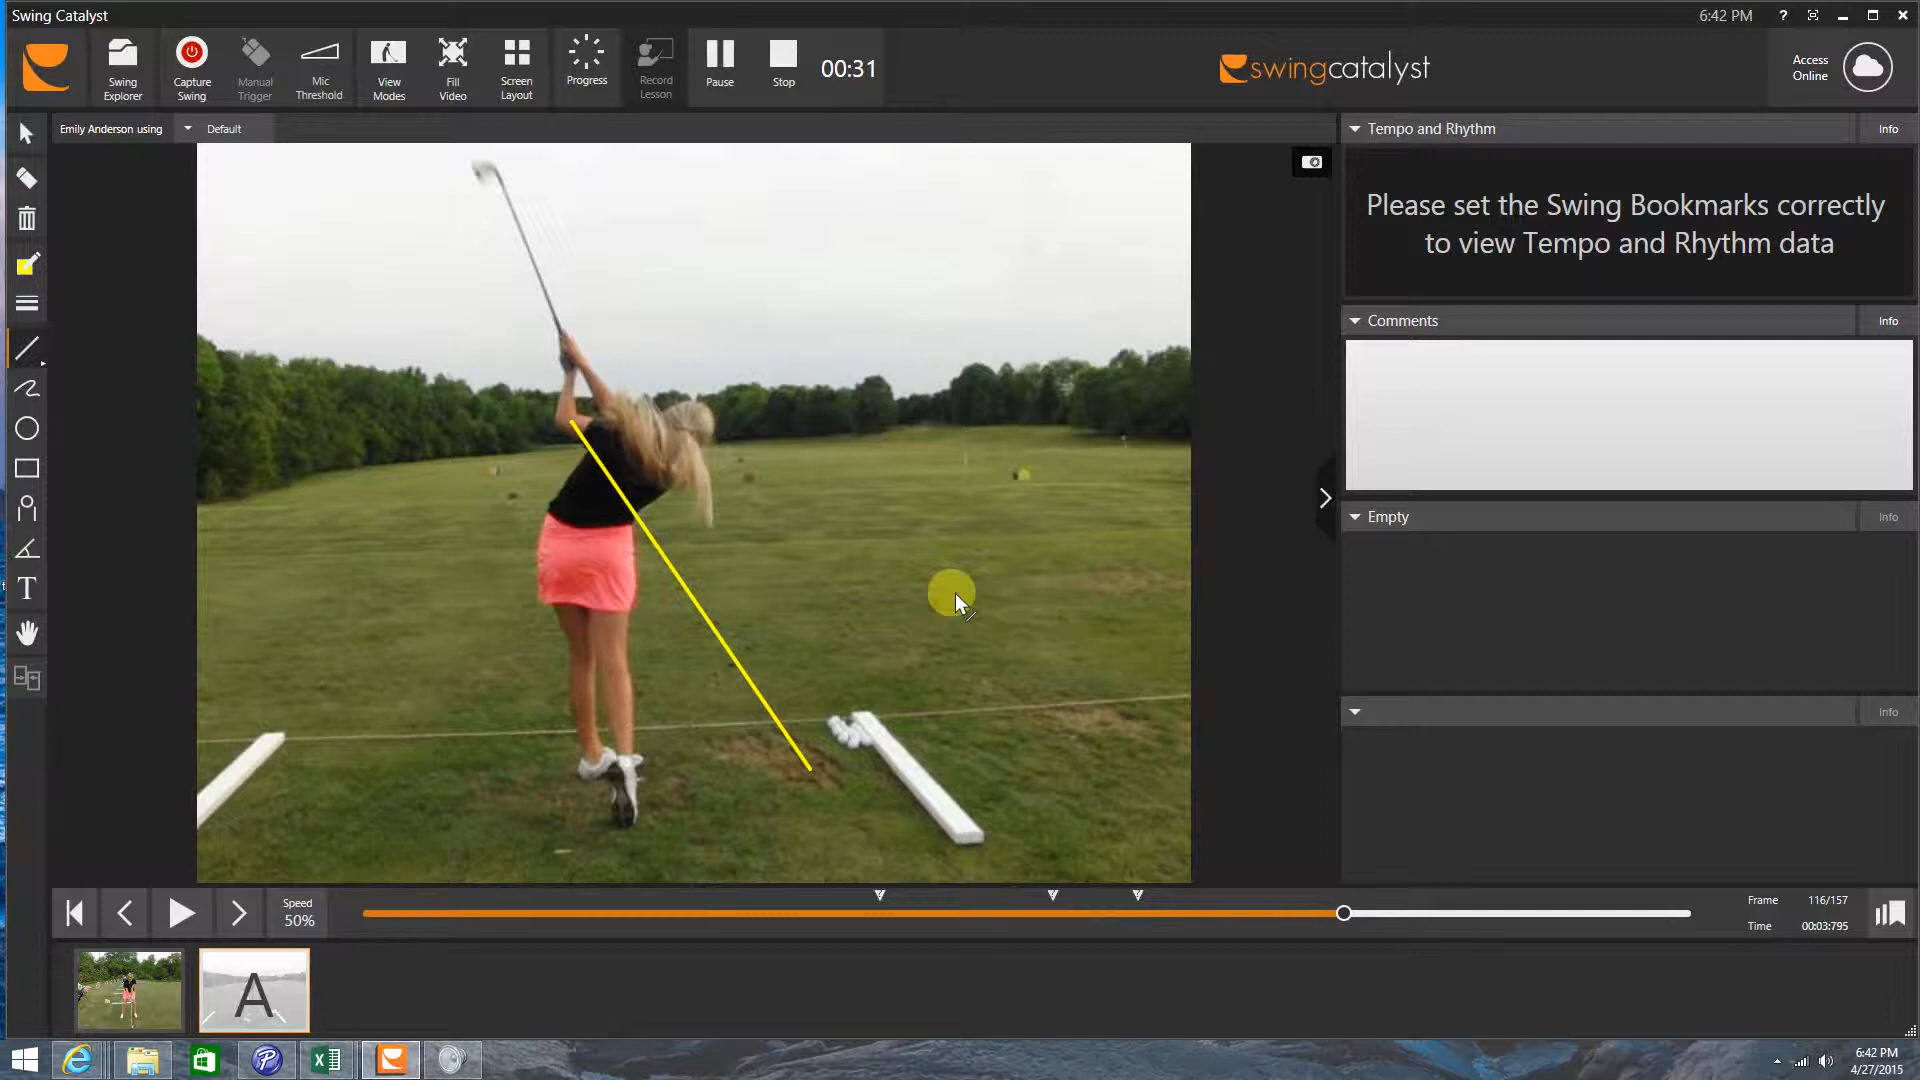 Swing Catalyst
6:42 PM
?
Swing
Explorer
Capture
Swing
Manual
Trigger
Mic
Threshold
View
Modes
Fill
Video
Screen
Layout
Progress
Record
Lesson
Pause
Stop
00:31
swingcatalyst
Access
Online
Emily Anderson using
Default
Tempo and Rhythm
Info
Please set the Swing Bookmarks correctly
to view Tempo and Rhythm data
Comments
Info
Empty
Info
Info
T
Speed
50%
Frame
116/157
Time
00:03:795
A
6:42 PM
4/27/2015